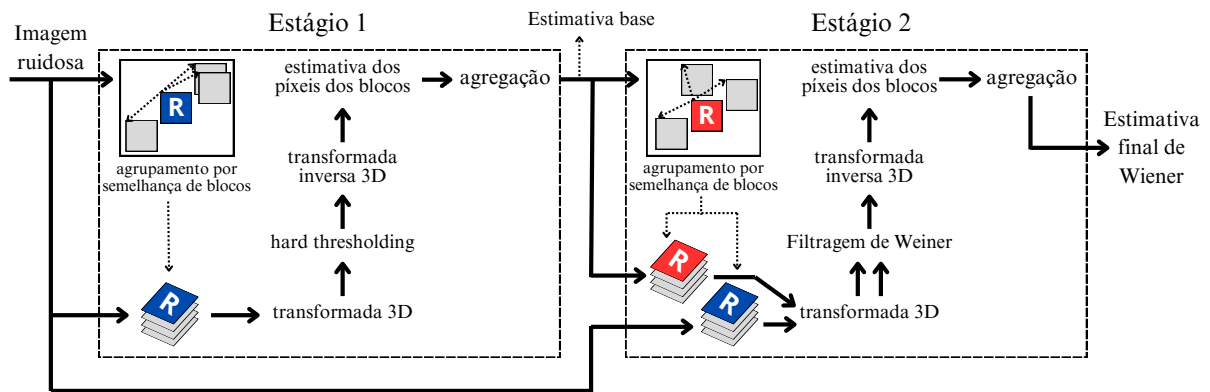 Estágio 1
Estimativa base
Estágio 2
Imagem
ruidosa
R
agrupamento por
semelhança de blocos
R
transformada 3D
hard thresholding
transformada
inversa 3D
estimativa dos
píxeis dos blocos
agregação
R
agrupamento por
semelhança de blocos
R
R
transformada 3D
Filtragem de Weiner
transformada
inversa 3D
estimativa dos
píxeis dos blocos
agregação
Estimativa
final de
Wiener